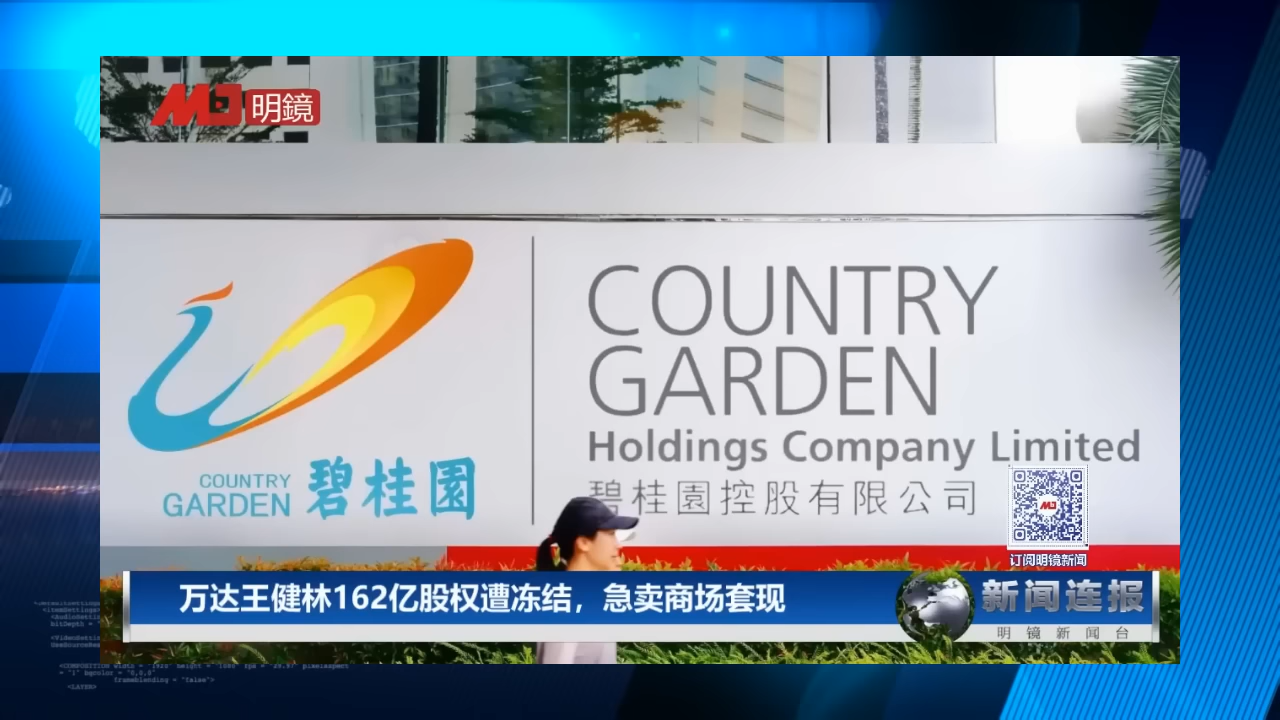 明鏡
COUNTRY
GARDEN
Holdings Company Limited
碧桂園控股有限公司
COUNTRY
GARDEN 碧桂園
订阅明镜新闻
万达王健林162亿股权遭冻结，急卖商场套现
新闻连报
明镜新闻台